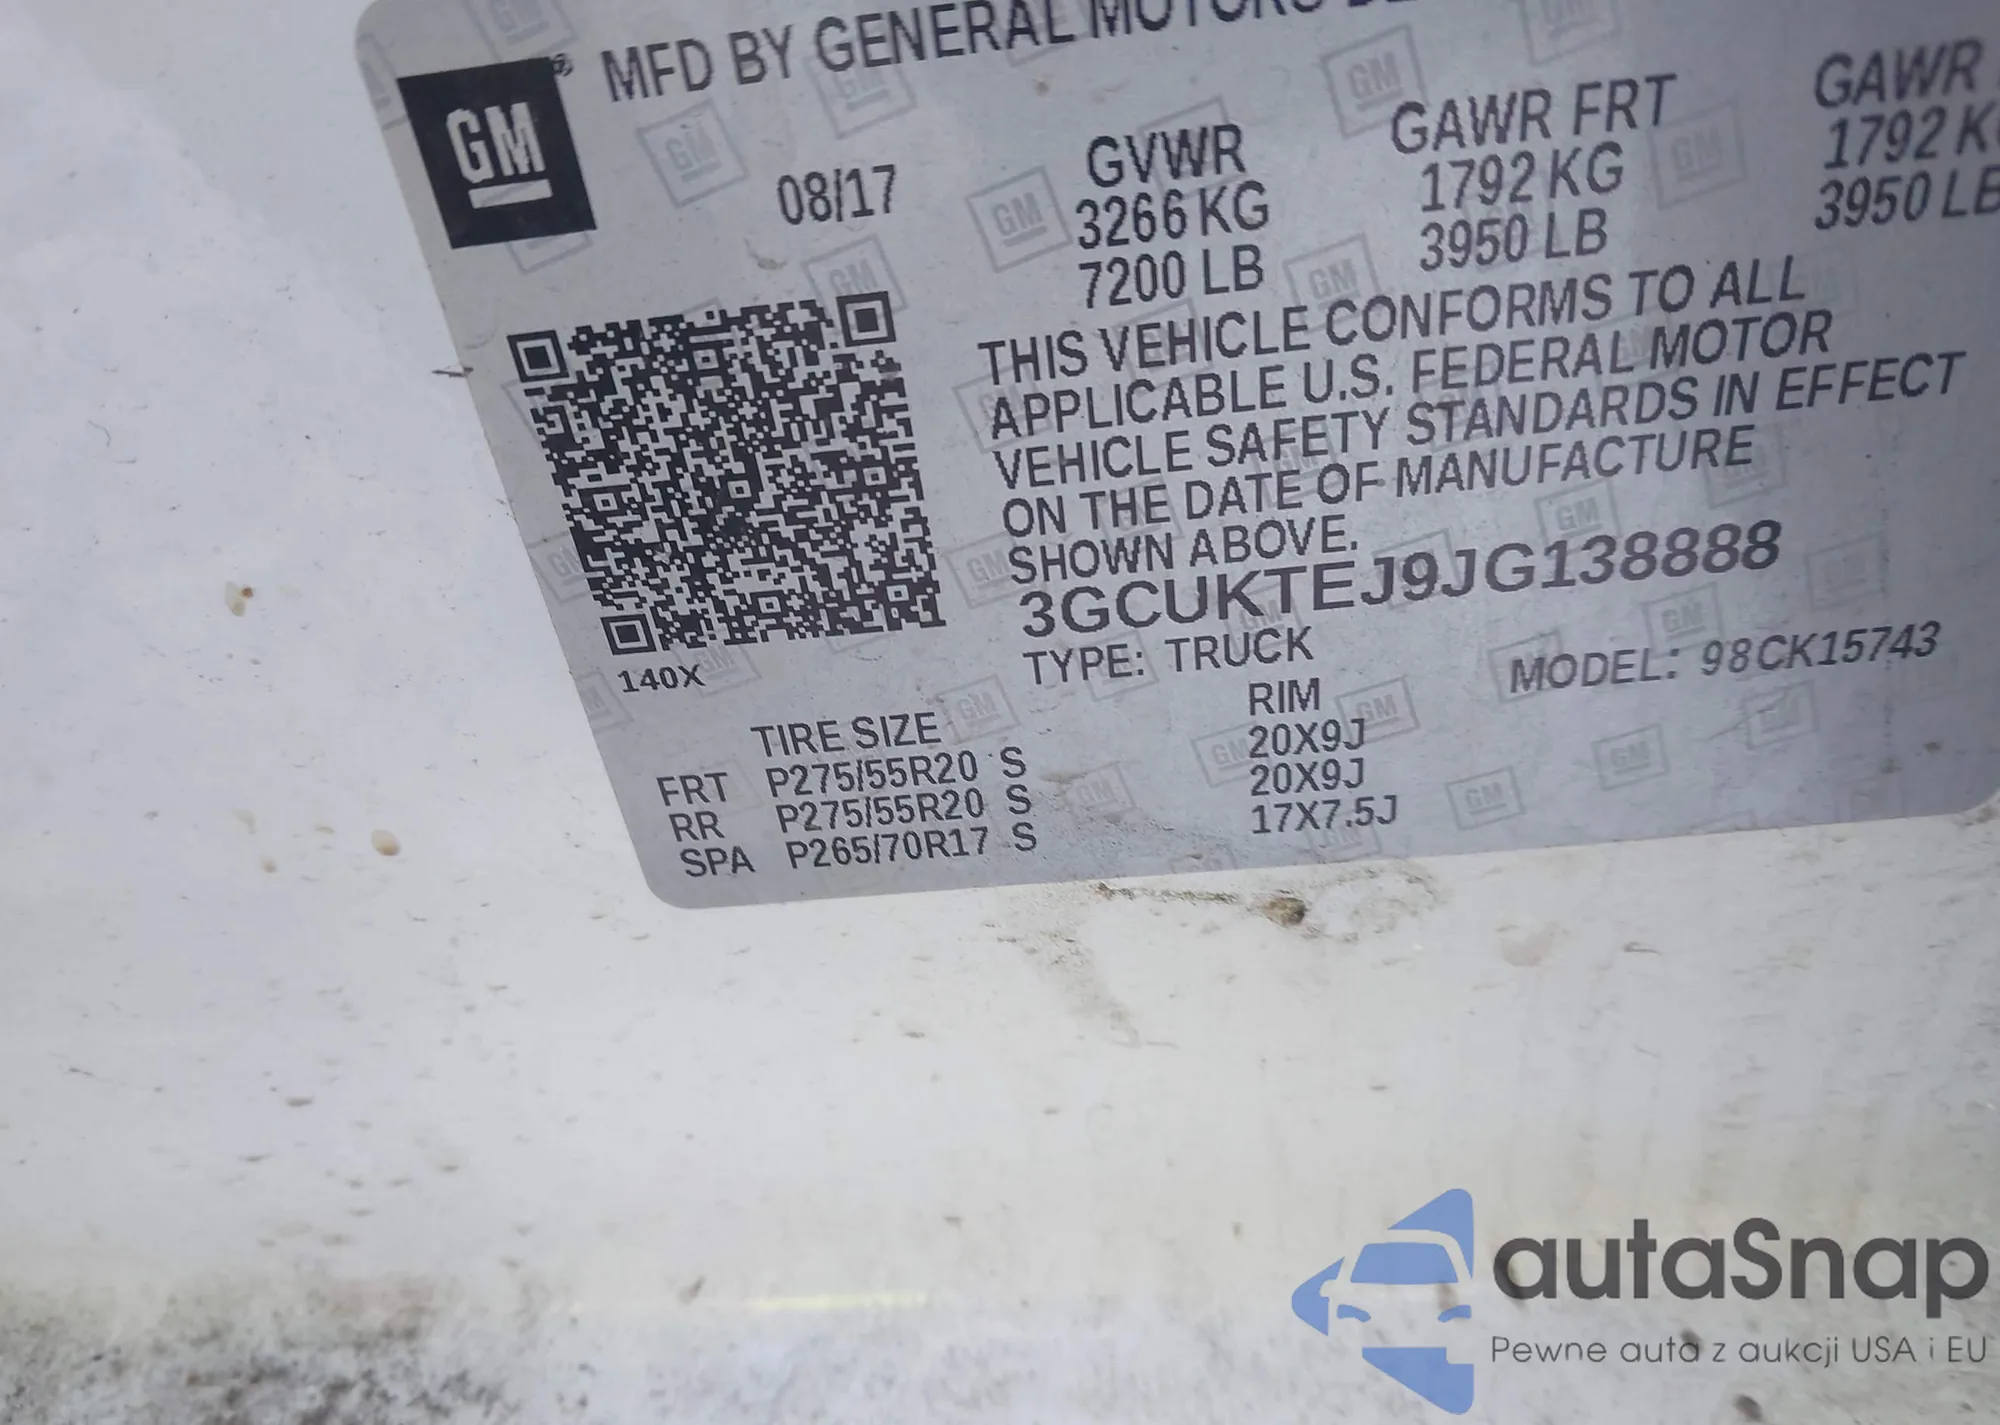 MFD BY GENERAL MOTORS
GM
08/17
GVWR
3266 KG
7200 LB
GAWR FRT
1792 KG
3950 LB
GAWR
1792
3950 LB
THIS VEHICLE CONFORMS TO ALL
APPLICABLE U.S. FEDERAL MOTOR
VEHICLE SAFETY STANDARDS IN EFFECT
ON THE DATE OF MANUFACTURE
SHOWN ABOVE.
3GCUKTEJ9JG138888
140X
TYPE: TRUCK
MODEL: 98CK15743
TIRE SIZE RIM
FRT P275/55R20 S 20X9J
RR P275/55R20 S 20X9J
SPA P265/70R17 S 17X7.5J
autaSnap
Pewne auta z aukcji USA i EU